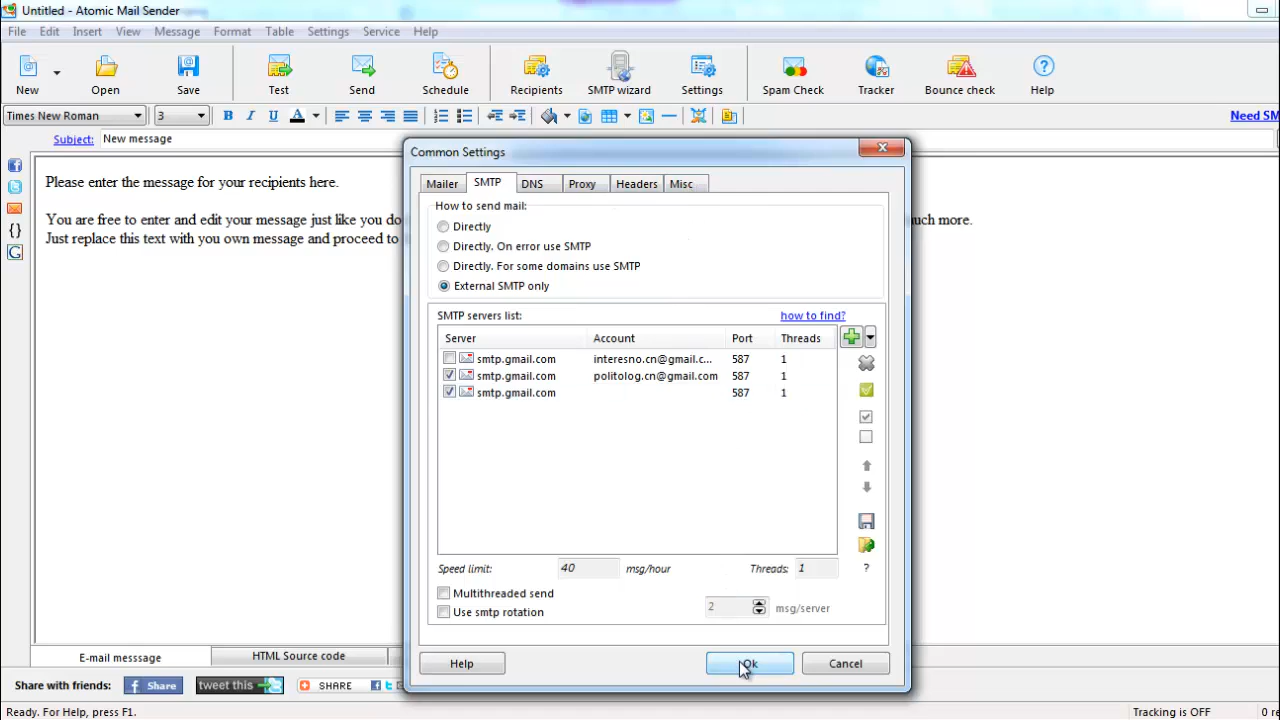 Untitled - Atomic Mail Sender
File Edit Insert View Message Format Table Settings Service Help
New Open Save Test Send Schedule Recipients SMTP wizard Settings Spam Check Tracker Bounce check Help
Times New Roman 3 B I U A Need SM
Subject: New message
Please enter the message for your recipients here.
You are free to enter and edit your message just like you do
uch more.
Just replace this text with you own message and proceed to
{}
G
Common Settings
Mailer SMTP DNS Proxy Headers Misc
How to send mail:
Directly
Directly. On error use SMTP
Directly. For some domains use SMTP
External SMTP only
SMTP servers list: how to find?
Server Account Port Threads
smtp.gmail.com interesno.cn@gmail.c... 587 1
smtp.gmail.com politolog.cn@gmail.com 587 1
smtp.gmail.com 587 1
Speed limit: 40 msg/hour Threads: 1 ?
Multithreaded send
Use smtp rotation 2 msg/server
Help Ok Cancel
E-mail messsage HTML Source code
Share with friends: f Share tweet this SHARE
Ready. For Help, press F1. Tracking is OFF 0 re